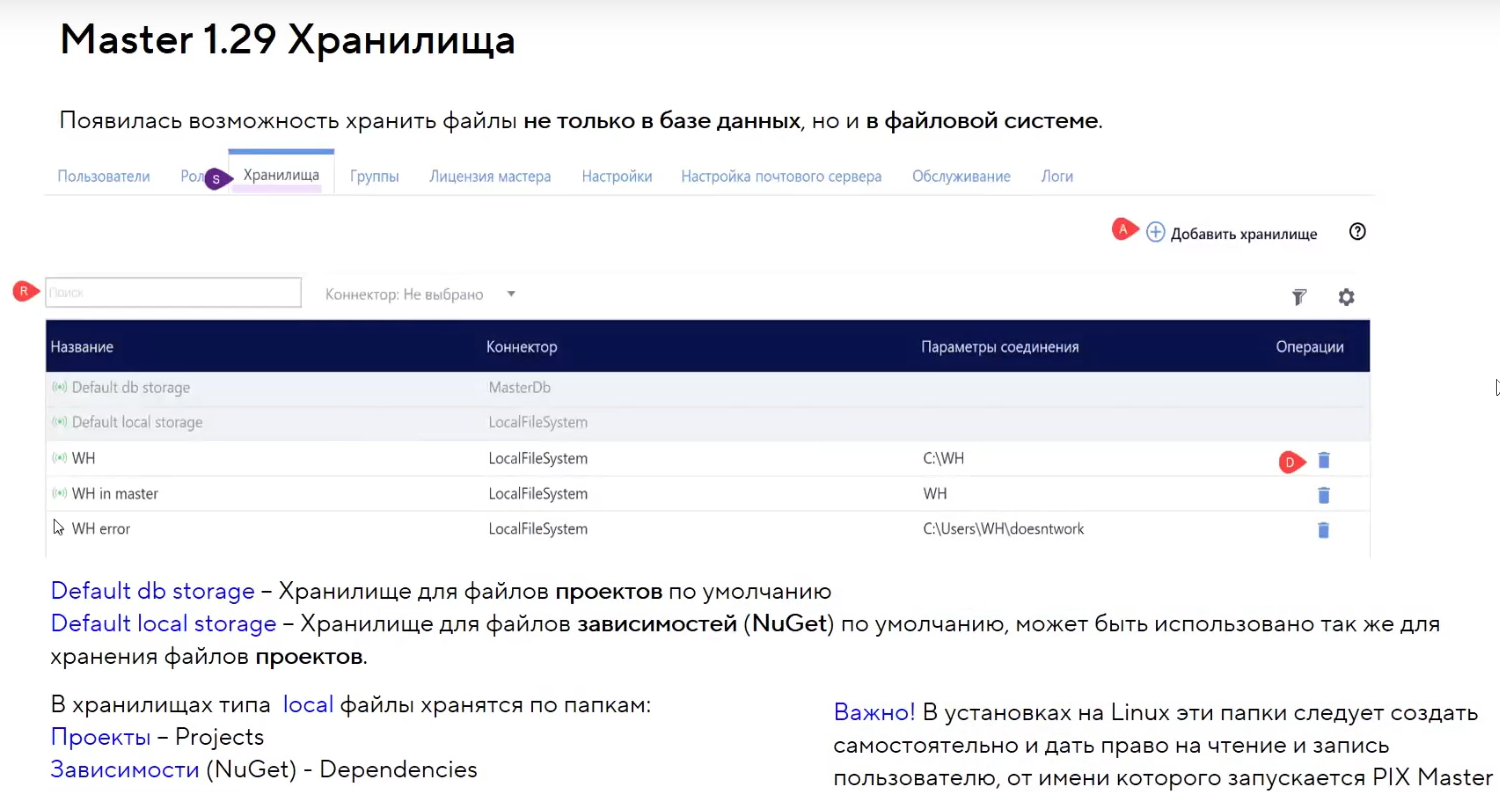 Master 1.29 Хранилища
Появилась возможность хранить файлы не только в базе данных, но и в файловой системе.
Пользователи Рол S Хранилища Группы Лицензия мастера Настройки Настройка почтового сервера Обслуживание Логи
A Добавить хранилище ?
R Поиск Коннектор: Не выбрано
Название Коннектор Параметры соединения Операции
Default db storage MasterDb
Default local storage LocalFileSystem
WH LocalFileSystem C:\WH D
WH in master LocalFileSystem WH
WH error LocalFileSystem C:\Users\WH\doesntwork
Default db storage – Хранилище для файлов проектов по умолчанию
Default local storage – Хранилище для файлов зависимостей (NuGet) по умолчанию, может быть использовано так же для
хранения файлов проектов.
В хранилищах типа local файлы хранятся по папкам:
Проекты – Projects
Зависимости (NuGet) - Dependencies
Важно! В установках на Linux эти папки следует создать
самостоятельно и дать право на чтение и запись
пользователю, от имени которого запускается PIX Master